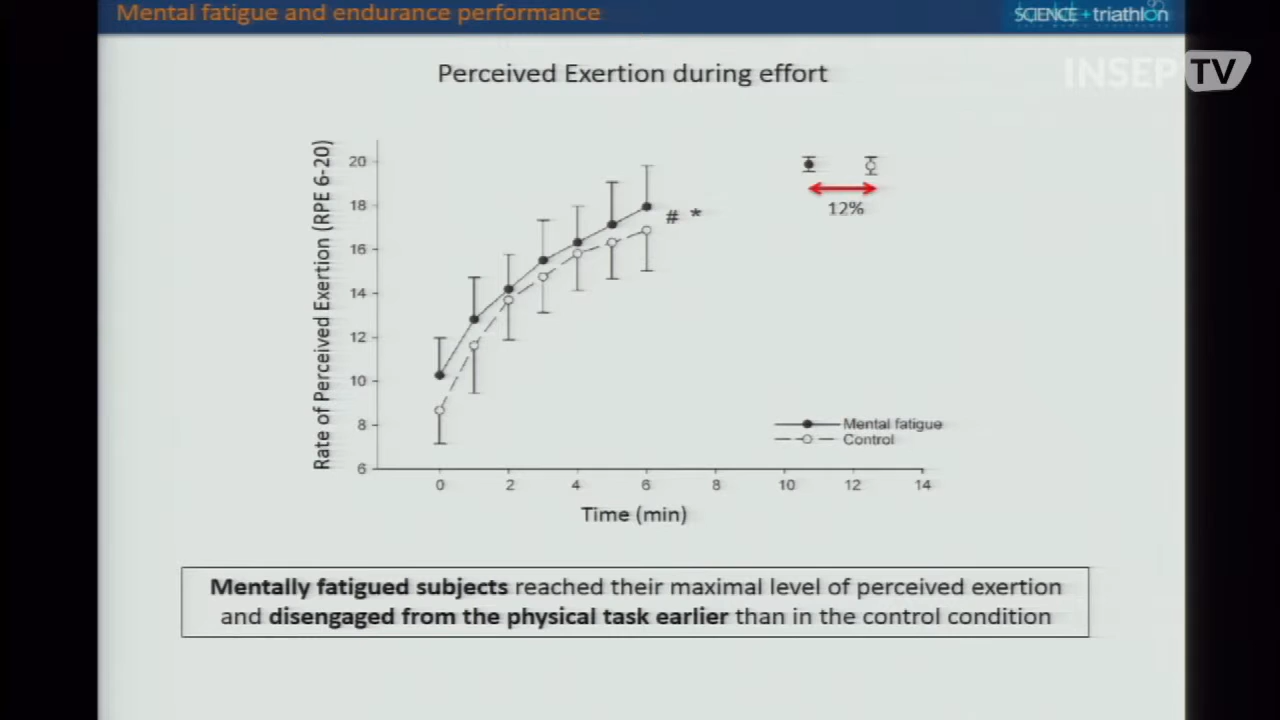 Mental fatigue and endurance performance
SCIENCE + triathlon
INSEP TV
Perceived Exertion during effort
Rate of Perceived Exertion (RPE 6-20)
20
18
16
14
12
10
8
6
# *
12%
Mental fatigue
Control
0 2 4 6 8 10 12 14
Time (min)
Mentally fatigued subjects reached their maximal level of perceived exertion
and disengaged from the physical task earlier than in the control condition